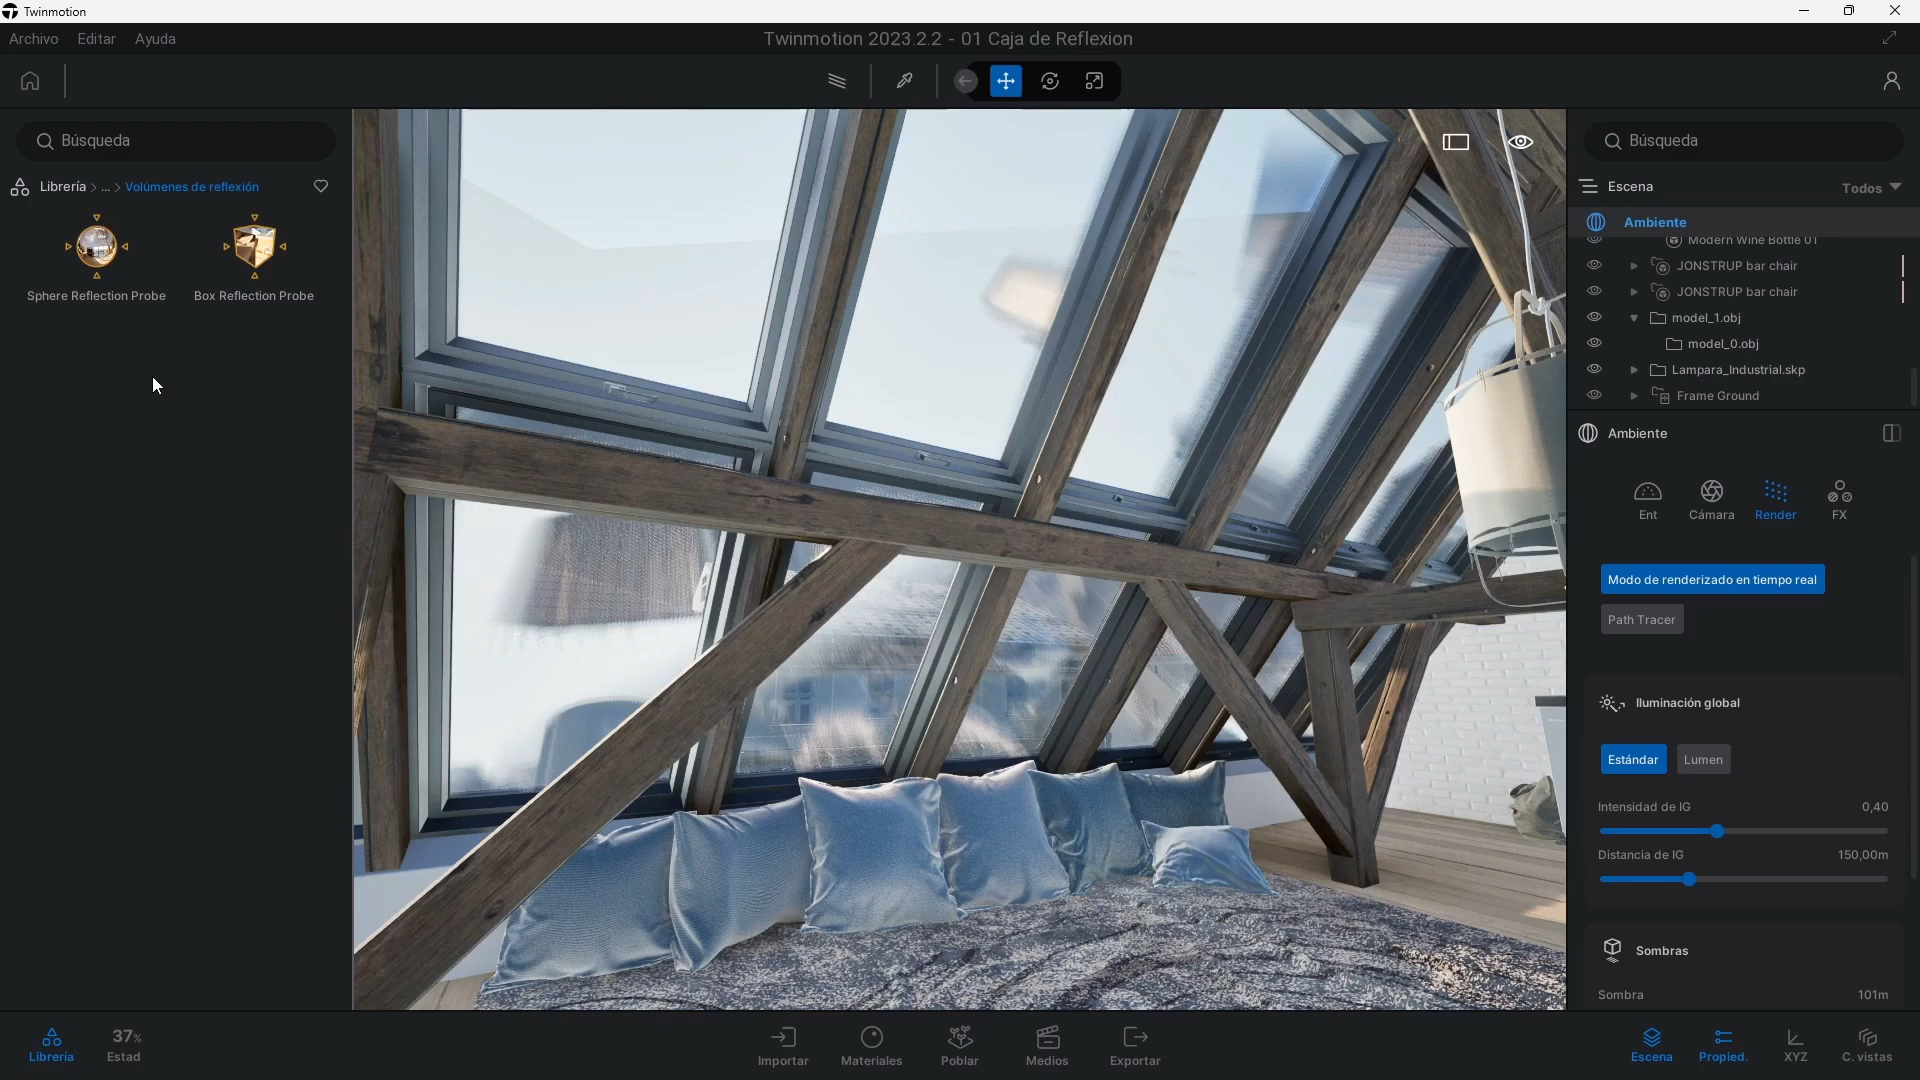 Twinmotion
Archivo Editar Ayuda
Twinmotion 2023.2.2 - 01 Caja de Reflexion
Búsqueda
Librería > ... > Volúmenes de reflexión
Sphere Reflection Probe
Box Reflection Probe
Búsqueda
Escena
Todos
Ambiente
Modern Wine Bottle 01
JONSTRUP bar chair
JONSTRUP bar chair
model_1.obj
model_0.obj
Lampara_Industrial.skp
Frame Ground
Ambiente
Ent
Cámara
Render
FX
Modo de renderizado en tiempo real
Path Tracer
Iluminación global
Estándar
Lumen
Intensidad de IG 0,40
Distancia de IG 150,00m
Sombras
Sombra 101m
Librería
37%
Estad
Importar
Materiales
Poblar
Medios
Exportar
Escena
Propied.
XYZ
C. vistas